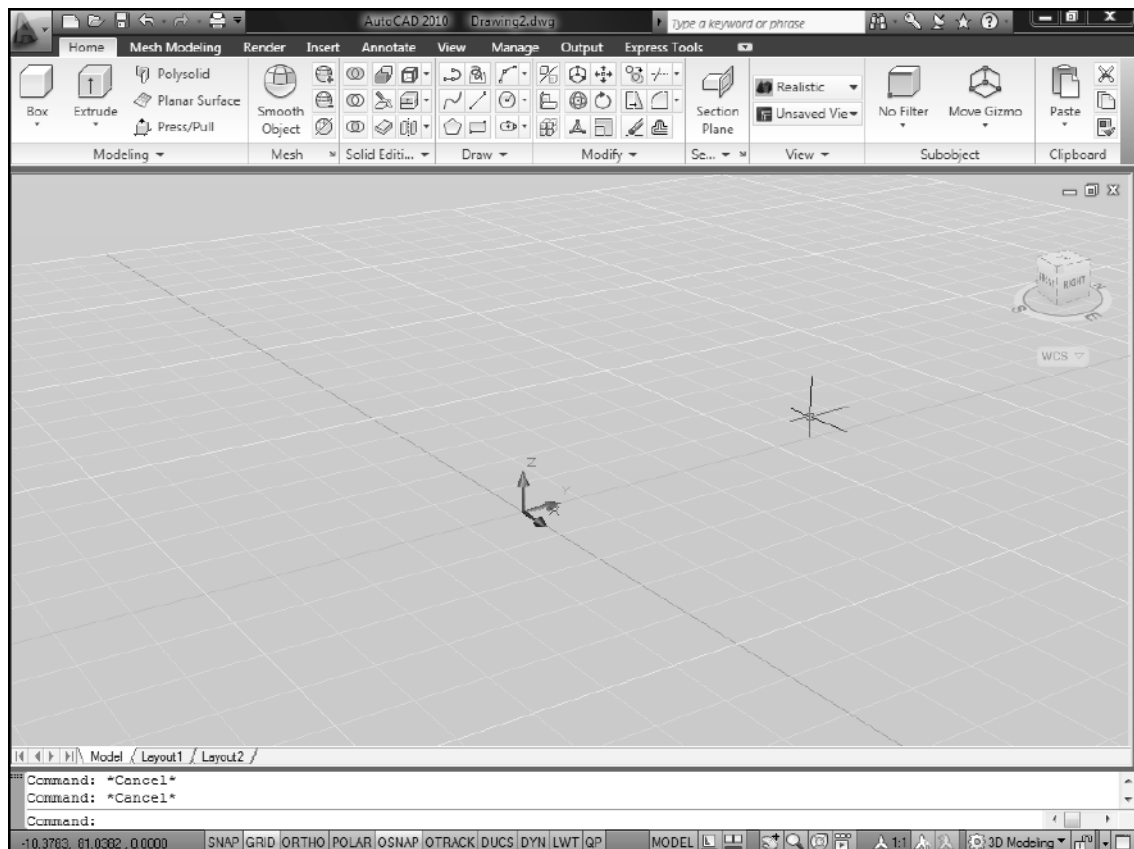 AutoCAD 2010 Drawing2.dwg Type a keyword or phrase
Home Mesh Modeling Render Insert Annotate View Manage Output Express Tools
Box
Extrude
Polysolid
Planar Surface
Press/Pull
Smooth
Object
Section
Plane
Realistic
Unsaved Vie
No Filter
Move Gizmo
Paste
Modeling Mesh Solid Editi... Draw Modify Se... View Subobject Clipboard
RIGHT
S
E
WCS
Z
Y
X
Model Layout1 Layout2
Command: *Cancel*
Command: *Cancel*
Command:
-10.3763, 61.0382, 0.0000 SNAP GRID ORTHO POLAR OSNAP OTRACK DUCS DYN LWT QP MODEL 1:1 3D Modeling